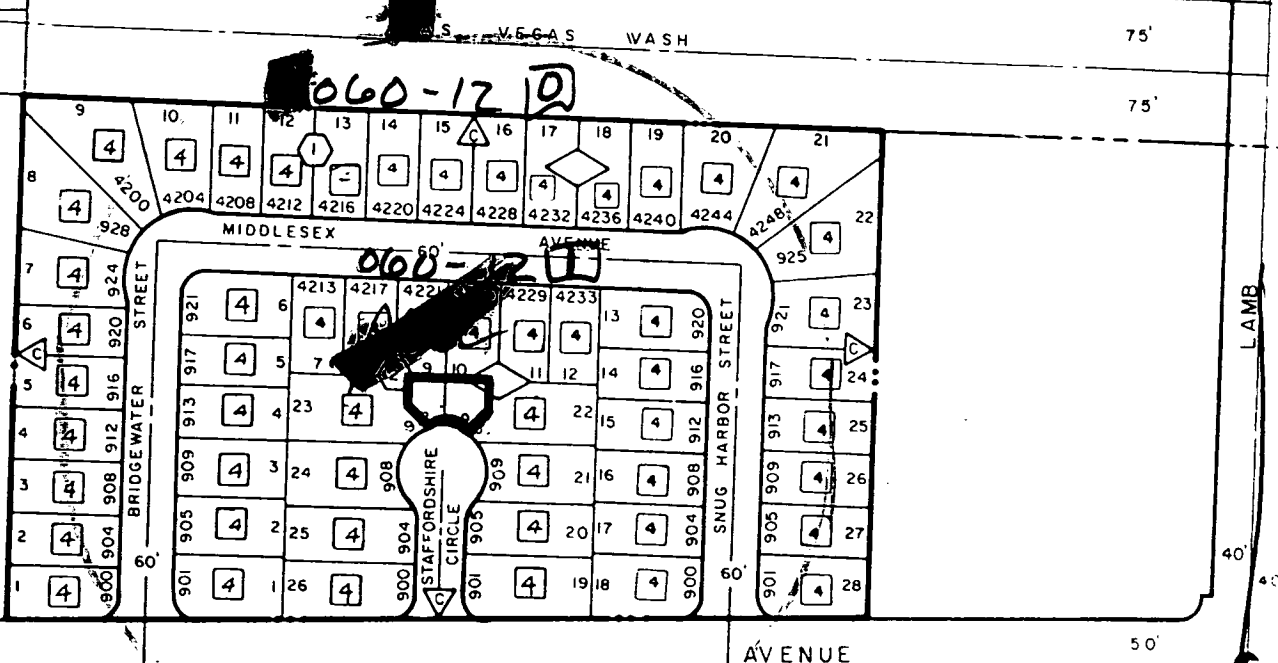 AS VEGAS WASH
75'
060-12 0
75'
9 10 11 12 13 14 15 C 16 17 18 19 20 21
4 4 4 4 1 4 4 4 4 4 4 4 4
8 4 4200 4204 4208 4212 4216 4220 4224 4228 4232 4236 4240 4244 4248 4 22
928 925
MIDDLESEX 60' AVENUE
060- 2
7 4 924 921 4 6 4213 4217 4229 4233 13 4 920 921 4 23
6 4 920 4 4 4
C C
5 4 916 917 4 5 7 9 10 11 12 14 4 916 917 4 24
4 4 912 913 4 4 23 4 4 22 15 4 912 913 4 25
3 4 908 909 4 3 24 4 908 909 4 21 16 4 908 909 4 26
2 4 904 905 4 2 25 4 904 905 4 20 17 4 904 905 4 27
1 4 900 901 4 1 26 4 900 901 4 19 18 4 900 901 4 28
BRIDGEWATER STREET
60'
STAFFORDSHIRE
CIRCLE
C
SNUG HARBOR STREET
60'
LAMB
40'
50'
AVENUE